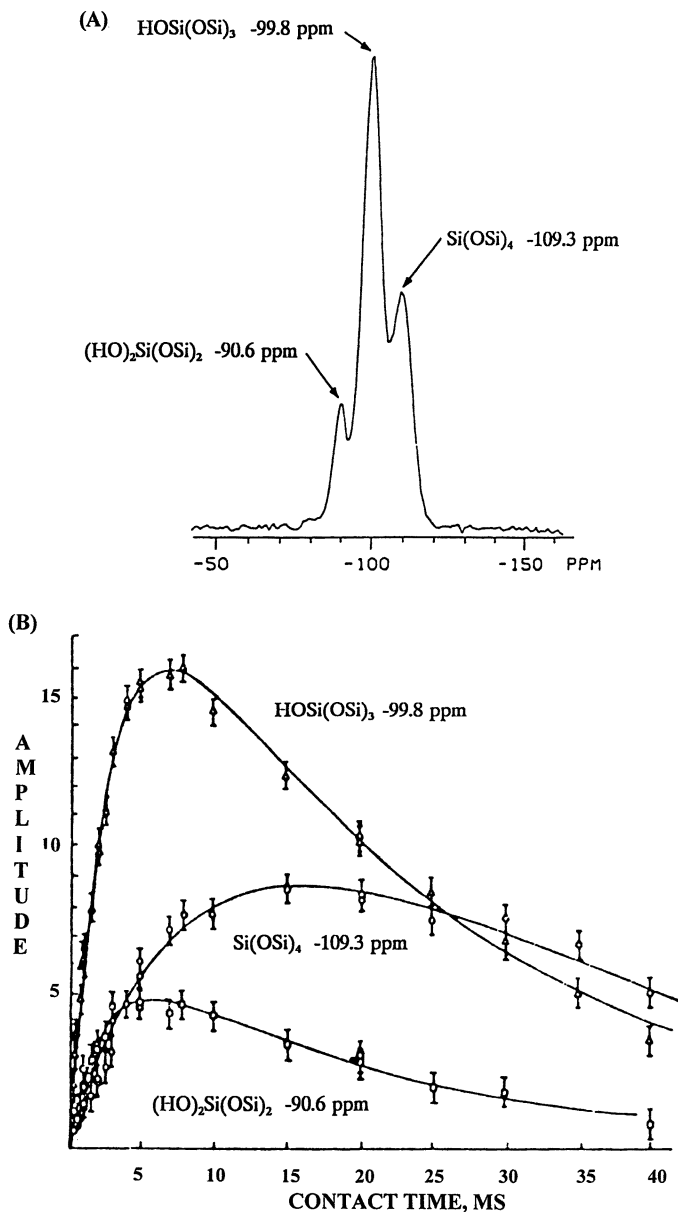 (A)
HOSi(OSi)₃ -99.8 ppm
Si(OSi)₄ -109.3 ppm
(HO)₂Si(OSi)₂ -90.6 ppm
-50 -100 -150 PPM
(B)
AMPLITUDE
15
10
5
HOSi(OSi)₃ -99.8 ppm
Si(OSi)₄ -109.3 ppm
(HO)₂Si(OSi)₂ -90.6 ppm
5 10 15 20 25 30 35 40
CONTACT TIME, MS